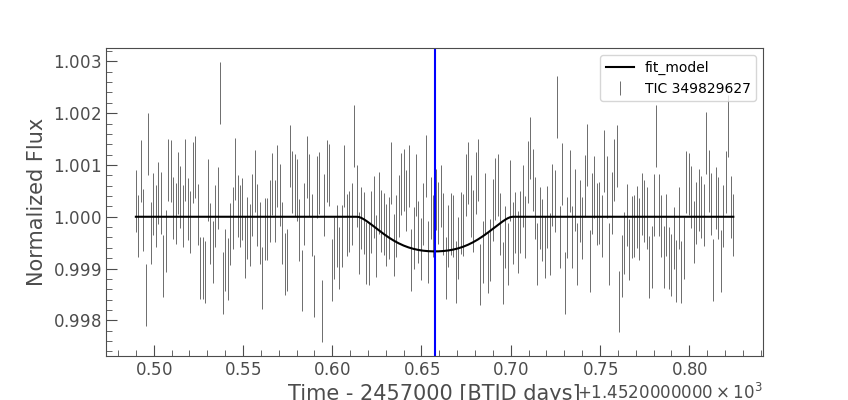 fit_model
TIC 349829627
Normalized Flux
1.003
1.002
1.001
1.000
0.999
0.998
0.50 0.55 0.60 0.65 0.70 0.75 0.80
Time - 2457000 [BTJD days]
+1.4520000000 × 10³